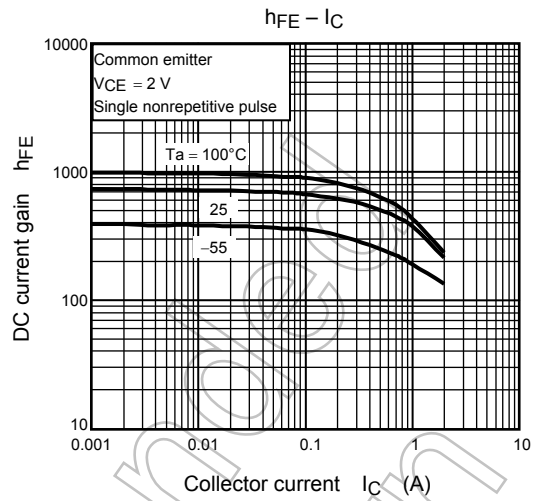 hFE – IC
10000
Common emitter
VCE = 2 V
Single nonrepetitive pulse
Ta = 100°C
1000
25
−55
100
10
0.001
0.01
0.1
1
10
DC current gain hFE
Collector current IC (A)